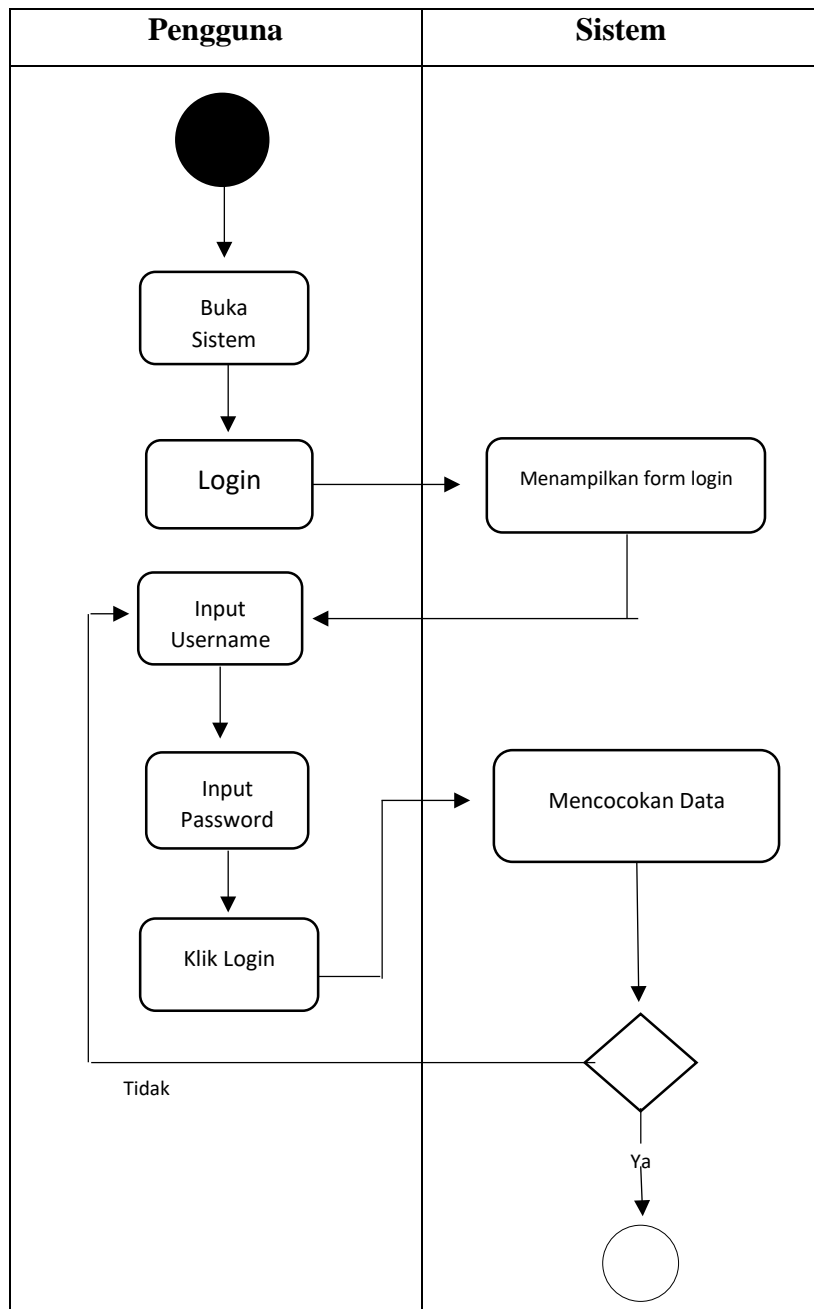 Pengguna
Sistem
Buka
Sistem
Login
Menampilkan form login
Input
Username
Input
Password
Mencocokan Data
Klik Login
Tidak
Ya